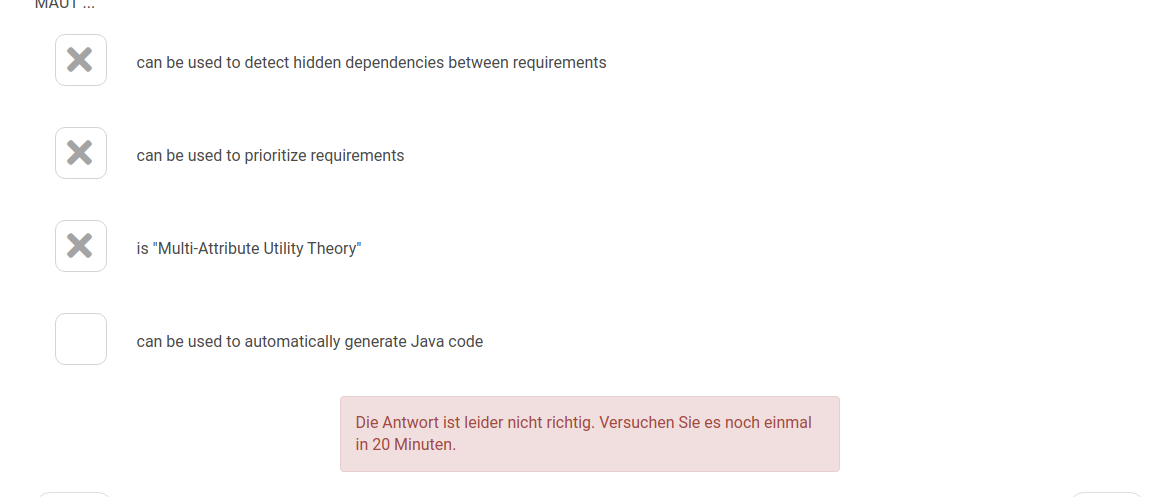 MAUT ...
can be used to detect hidden dependencies between requirements
can be used to prioritize requirements
is "Multi-Attribute Utility Theory"
can be used to automatically generate Java code
Die Antwort ist leider nicht richtig. Versuchen Sie es noch einmal
in 20 Minuten.